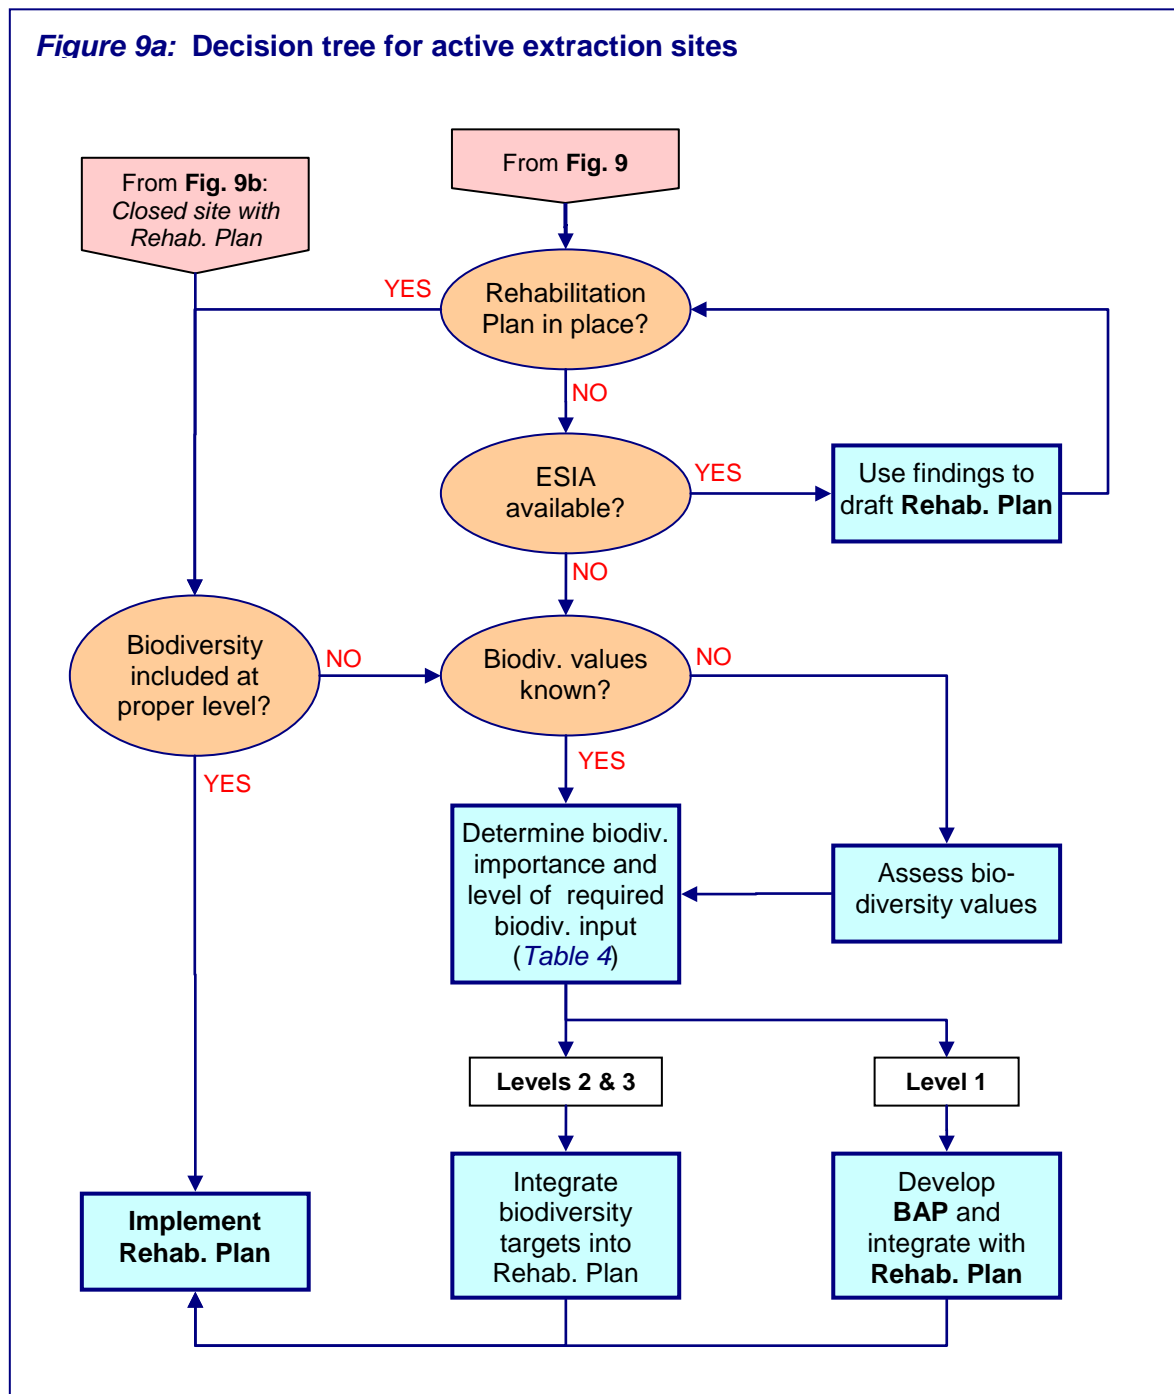 Figure 9a: Decision tree for active extraction sites
From Fig. 9b:
Closed site with
Rehab. Plan
From Fig. 9
YES
Rehabilitation
Plan in place?
NO
ESIA
available?
YES
Use findings to
draft Rehab. Plan
NO
Biodiversity
included at
proper level?
NO
Biodiv. values
known?
NO
YES
YES
Determine biodiv.
importance and
level of required
biodiv. input
(Table 4)
Assess bio-
diversity values
Levels 2 & 3
Level 1
Implement
Rehab. Plan
Integrate
biodiversity
targets into
Rehab. Plan
Develop
BAP and
integrate with
Rehab. Plan